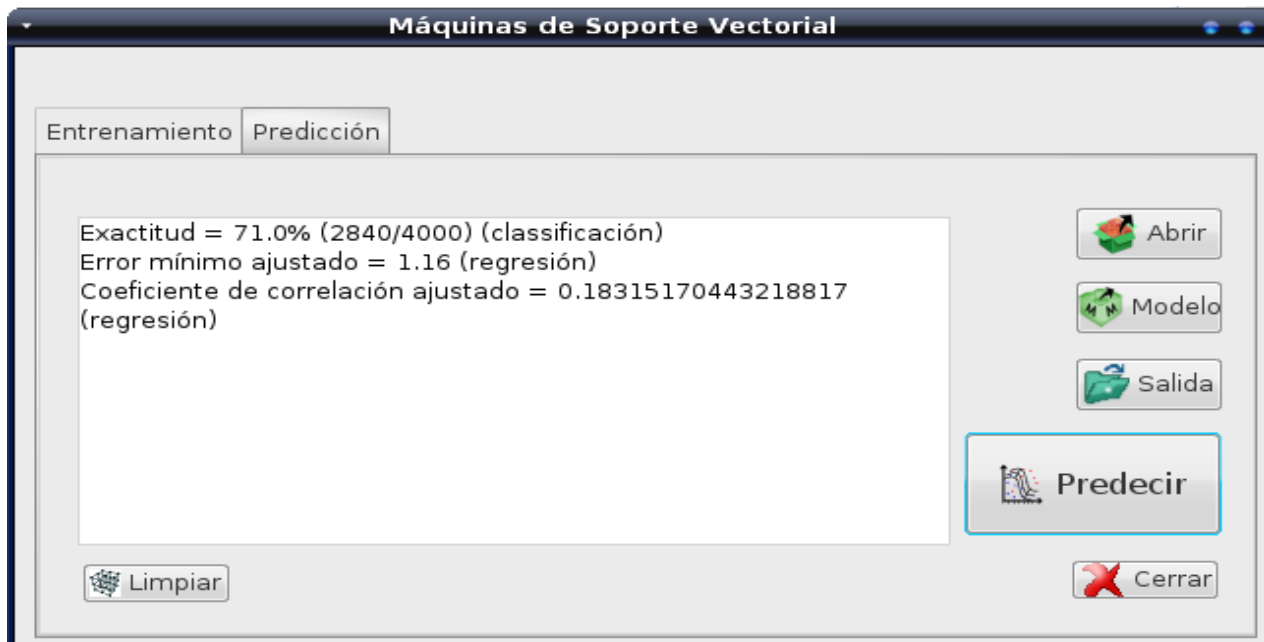 Máquinas de Soporte Vectorial
Entrenamiento
Predicción
Exactitud = 71.0% (2840/4000) (classificación)
Error mínimo ajustado = 1.16 (regresión)
Coeficiente de correlación ajustado = 0.18315170443218817
(regresión)
Abrir
Modelo
Salida
Predecir
Limpiar
Cerrar